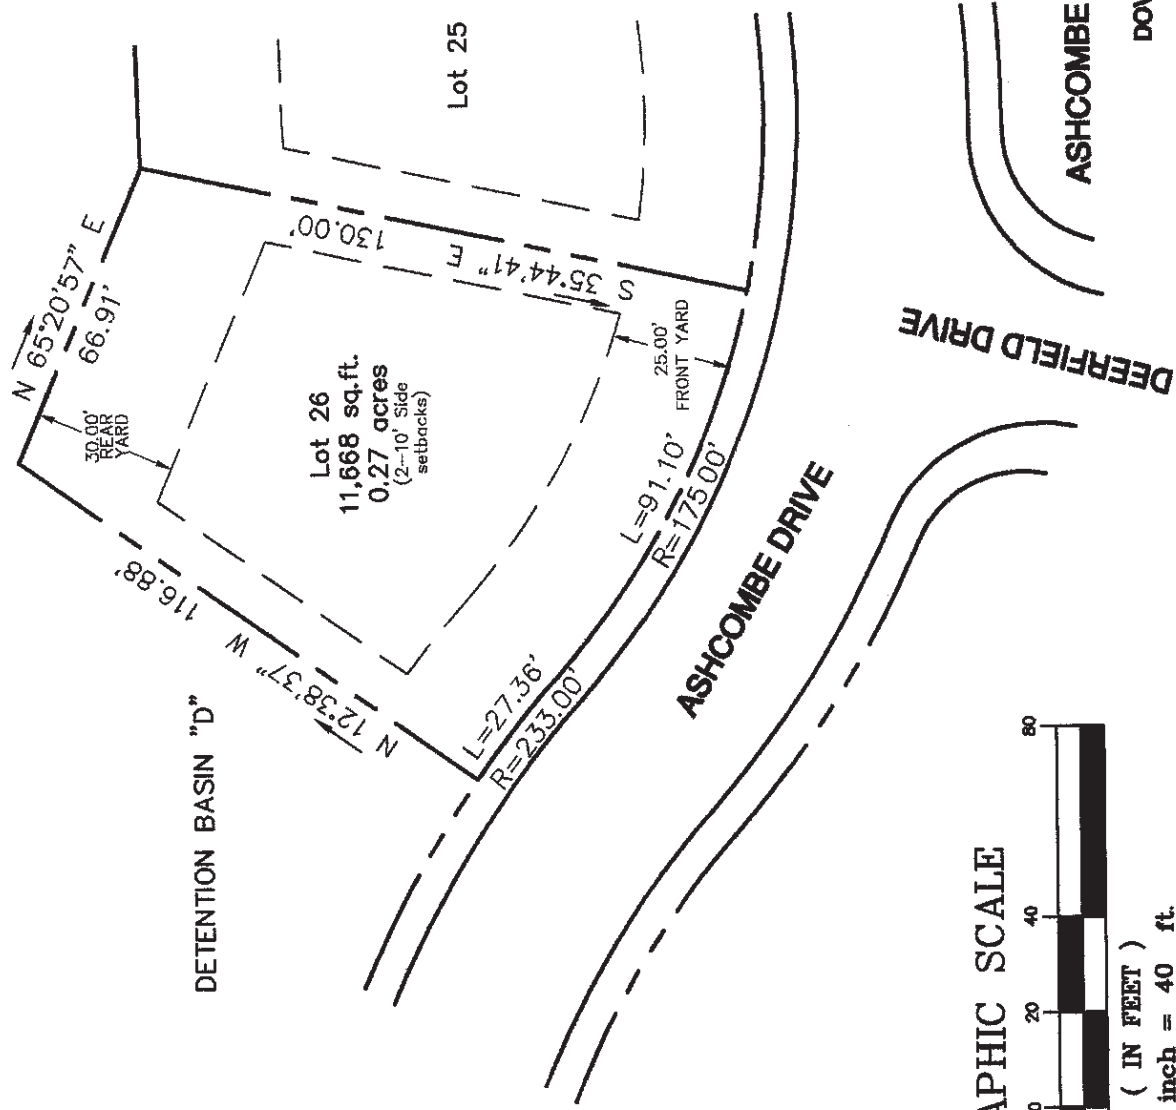 N 65°20'57" E
66.91'
30.00'
REAR
YARD
Lot 26
11,668 sq.ft.
0.27 acres
(2-10' Side
setbacks)
130.00'
S 35°44'41" E
Lot 25
116.88'
N 12°38'37" W
DETENTION BASIN "D"
25.00'
FRONT YARD
L=91.10'
R=175.00'
L=27.36'
R=233.00'
ASHCOMBE DRIVE
DEERFIELD DRIVE
ASHCOMBE
DOV
APHIC SCALE
0 20 40 80
( IN FEET )
inch = 40 ft.